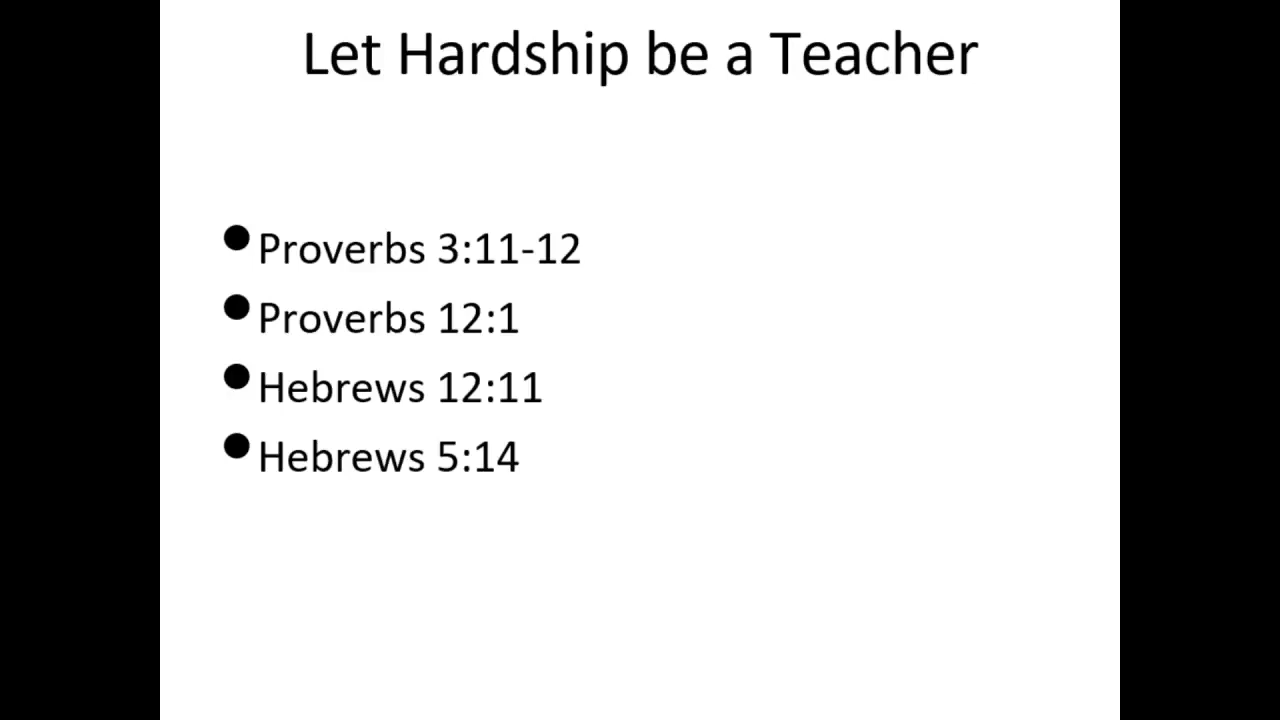 Let Hardship be a Teacher
• Proverbs 3:11-12
• Proverbs 12:1
• Hebrews 12:11
• Hebrews 5:14